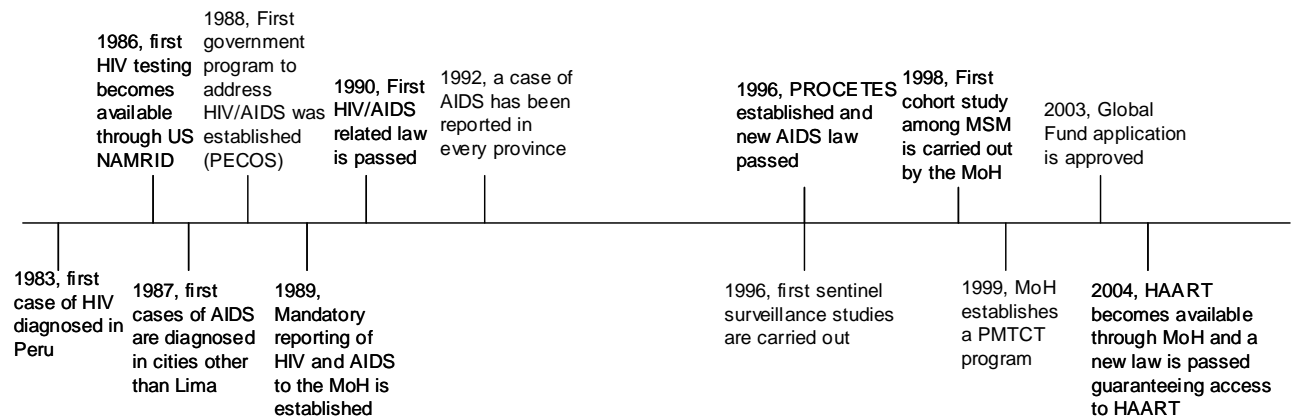 1986, first
HIV testing
becomes
available
through US
NAMRID
1988, First
government
program to
address
HIV/AIDS was
established
(PECOS)
1990, First
HIV/AIDS
related law
is passed
1992, a case of
AIDS has been
reported in
every province
1996, PROCETES
established and
new AIDS law
passed
1998, First
cohort study
among MSM
is carried out
by the MoH
2003, Global
Fund application
is approved
1983, first
case of HIV
diagnosed in
Peru
1987, first
cases of AIDS
are diagnosed
in cities other
than Lima
1989,
Mandatory
reporting of
HIV and AIDS
to the MoH is
established
1996, first sentinel
surveillance studies
are carried out
1999, MoH
establishes
a PMTCT
program
2004, HAART
becomes available
through MoH and a
new law is passed
guaranteeing access
to HAART